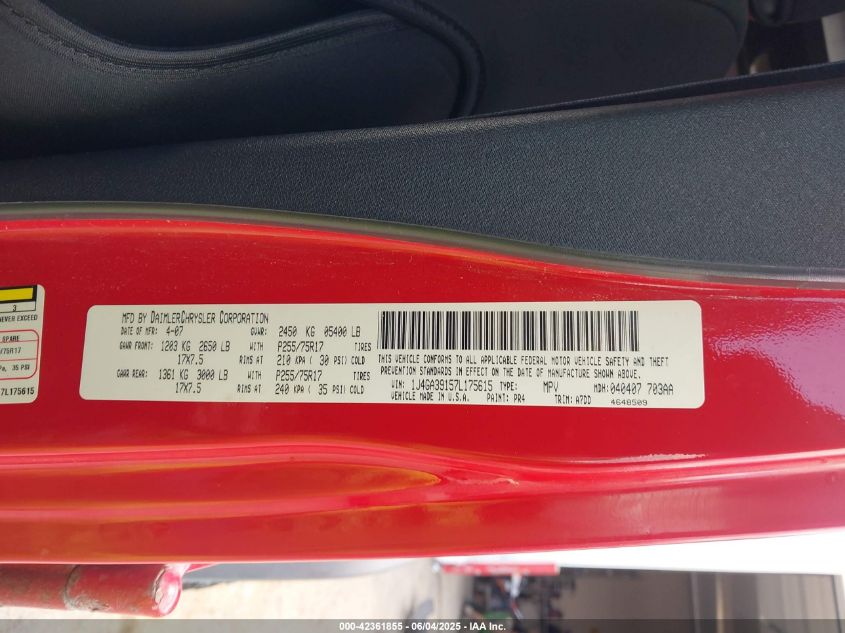 3
NEVER EXCEED
SPARE
/75R17
a, 35 PSI
7L175615
MFD BY DAIMLERCHRYSLER CORPORATION
DATE OF MFR: 4-07 GVWR: 2450 KG 05400 LB
GAWR FRONT: 1203 KG 2650 LB WITH P255/75R17 TIRES
17X7.5 RIMS AT 210 KPA ( 30 PSI) COLD
GAWR REAR: 1361 KG 3000 LB WITH P255/75R17 TIRES
17X7.5 RIMS AT 240 KPA ( 35 PSI) COLD
THIS VEHICLE CONFORMS TO ALL APPLICABLE FEDERAL MOTOR VEHICLE SAFETY AND THEFT
PREVENTION STANDARDS IN EFFECT ON THE DATE OF MANUFACTURE SHOWN ABOVE.
VIN: 1J4GA39157L175615 TYPE: MPV MDH: 040407 703AA
VEHICLE MADE IN U.S.A. PAINT: PR4 TRIM: A7DD 4648509
000-42361855 - 06/04/2025 - IAA Inc.